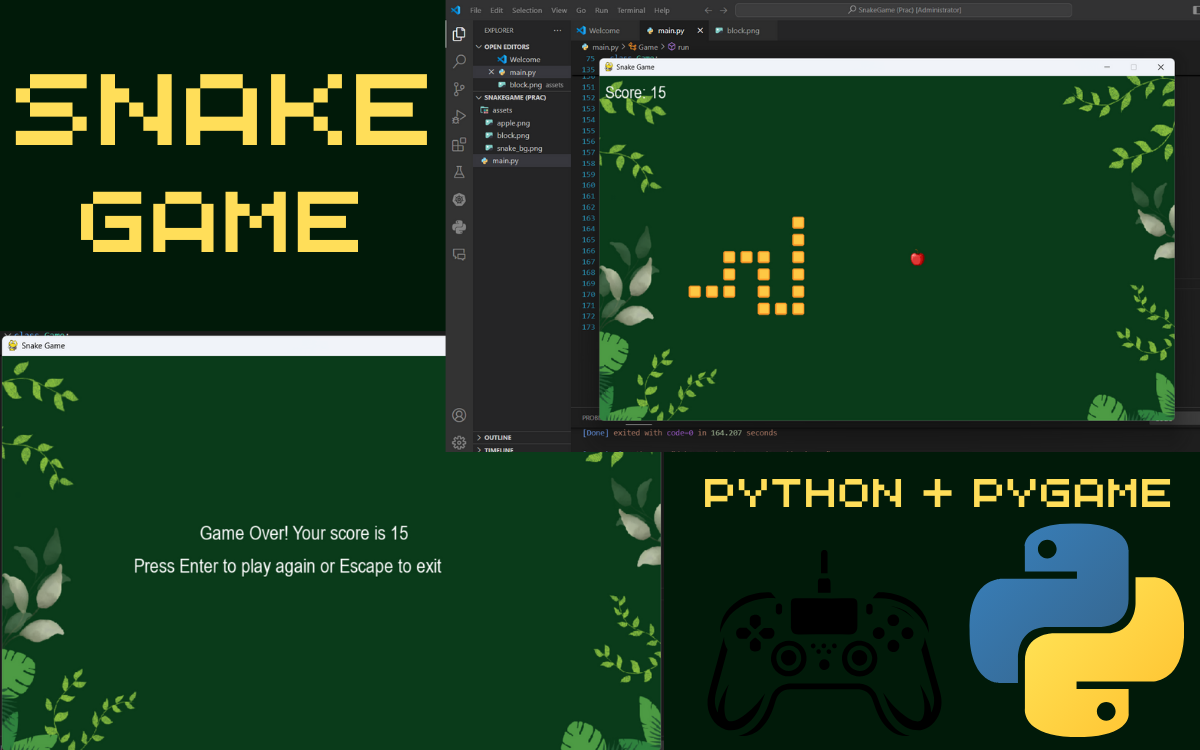 SNAKE
GAME
File Edit Selection View Go Run Terminal Help
SnakeGame (Prac) [Administrator]
EXPLORER
OPEN EDITORS
Welcome
main.py
block.png assets
SNAKEGAME (PRAC)
assets
apple.png
block.png
snake_bg.png
main.py
OUTLINE
TIMELINE
Welcome
main.py
block.png
main.py > Game > run
75
135
151
152
153
154
155
156
157
158
159
160
161
162
163
164
165
166
167
168
169
170
171
172
173
Snake Game
Score: 15
[Done] exited with code=0 in 164.207 seconds
class Game:
Snake Game
Game Over! Your score is 15
Press Enter to play again or Escape to exit
PYTHON + PYGAME